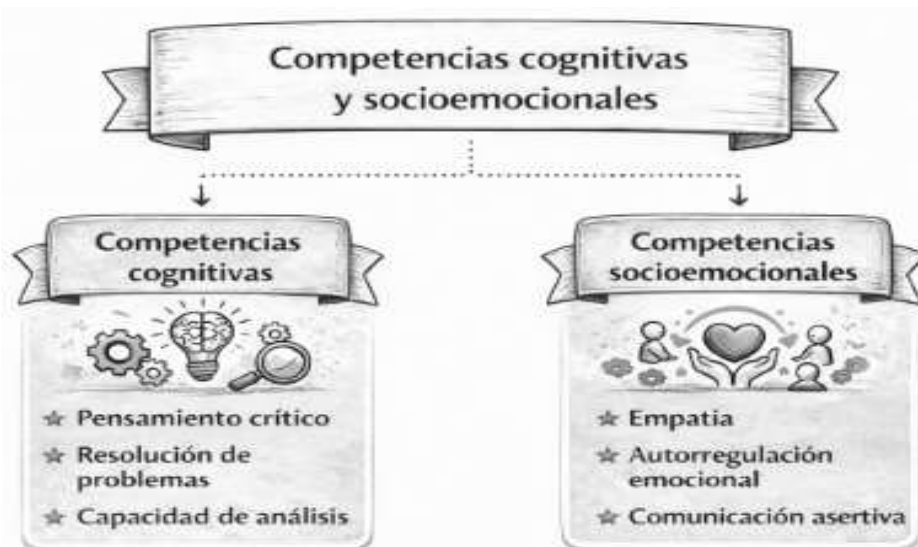 Competencias cognitivas
y socioemocionales
Competencias
cognitivas
Pensamiento crítico
Resolución de
problemas
Capacidad de análisis
Competencias
socioemocionales
Empatia
Autorregulación
emocional
Comunicación asertiva